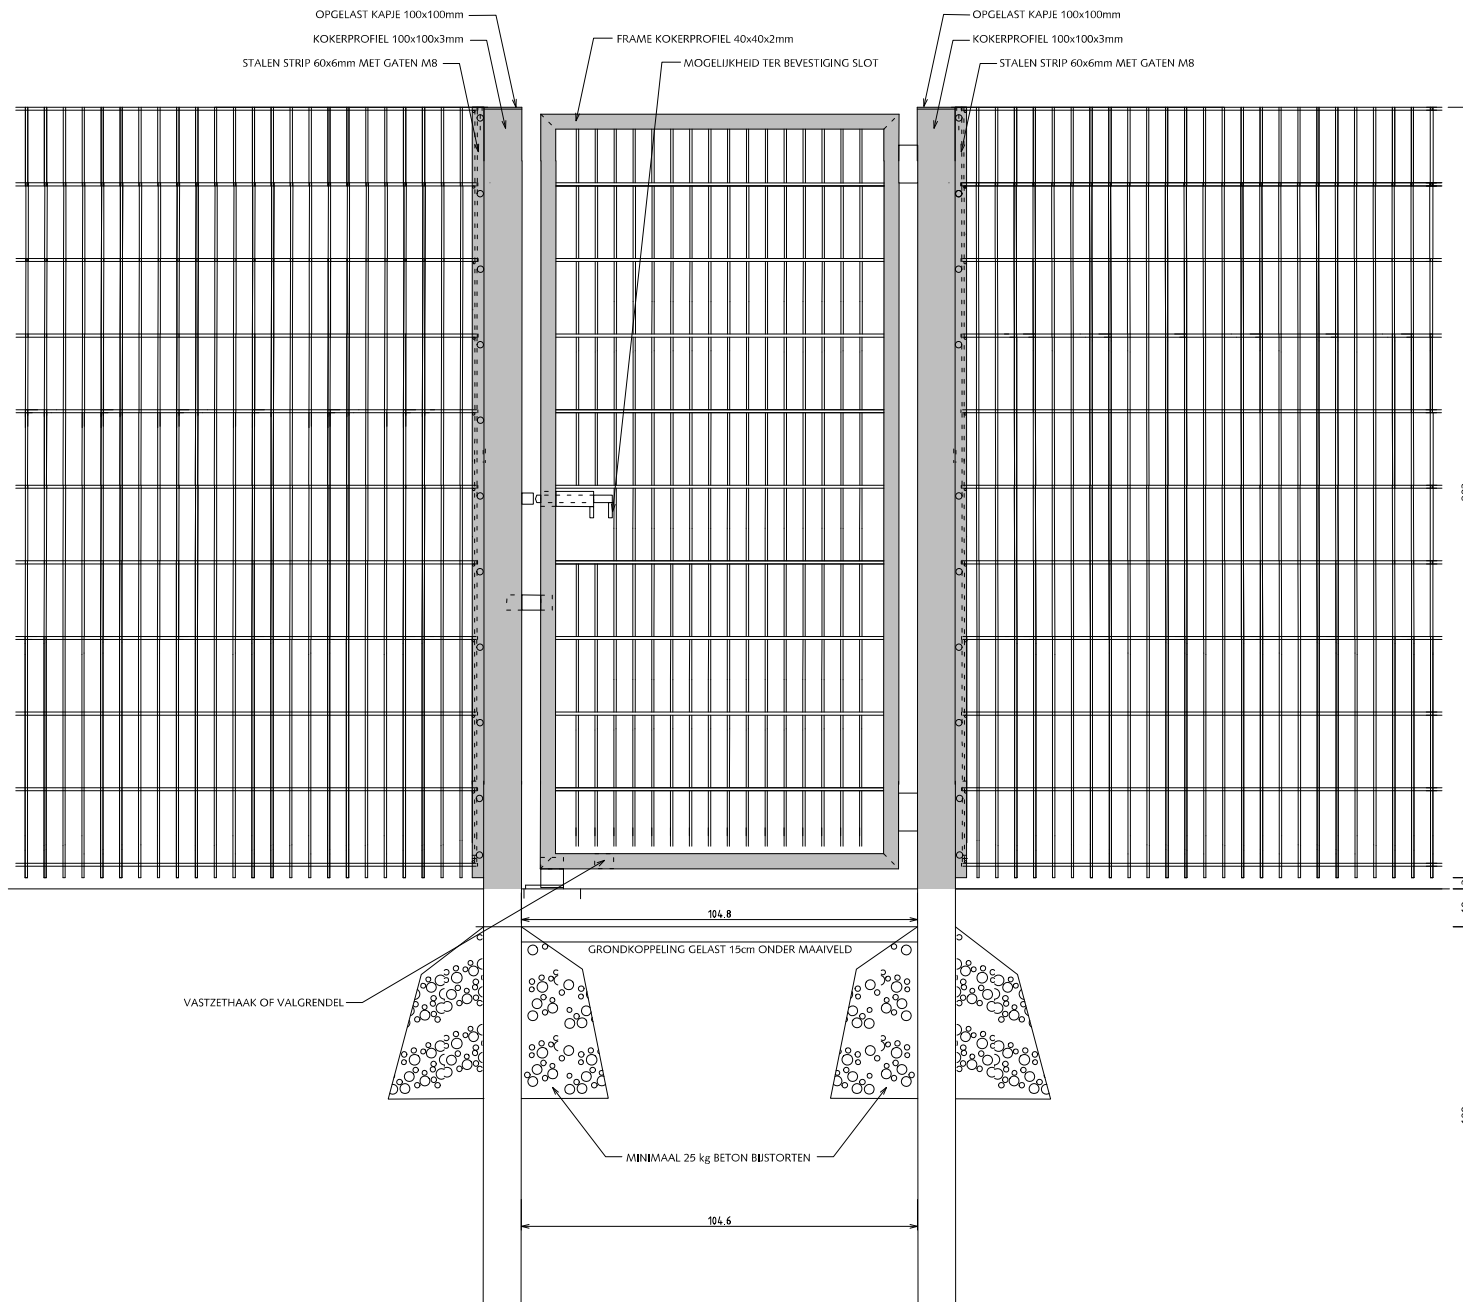 OPGELAST KAPJE 100x100mm
OPGELAST KAPJE 100x100mm
KOKERPROFIEL 100x100x3mm
FRAME KOKERPROFIEL 40x40x2mm
KOKERPROFIEL 100x100x3mm
STALEN STRIP 60x6mm MET GATEN M8
MOGELIJKHEID TER BEVESTIGING SLOT
STALEN STRIP 60x6mm MET GATEN M8
104.8
GRONDKOPPELING GELAST 15cm ONDER MAAIVELD
VASTZETHAAK OF VALGRENDEL
MINIMAAL 25 kg BETON BIJSTORTEN
104.6